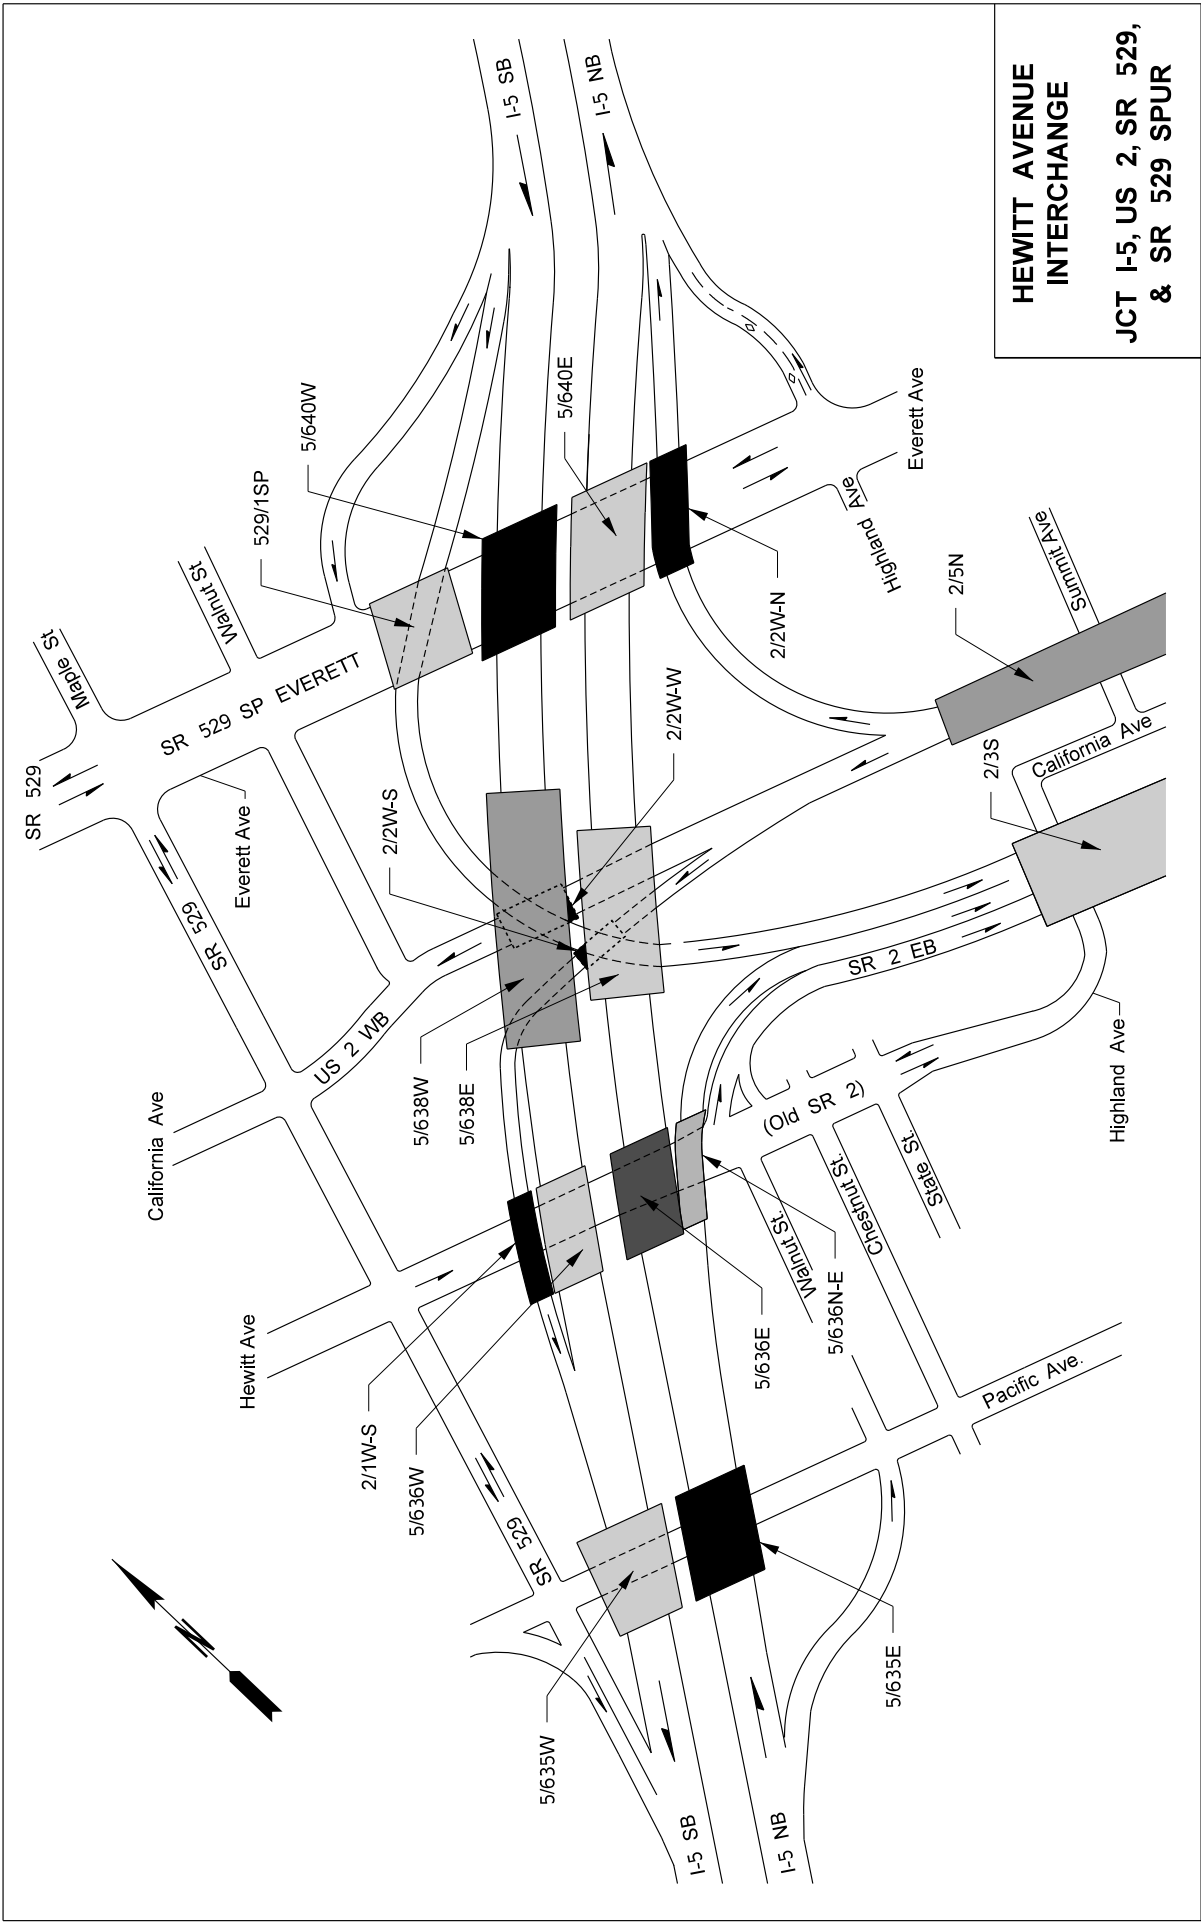 HEWITT AVENUE
INTERCHANGE
JCT I-5, US 2, SR 529,
& SR 529 SPUR
I-5 SB
I-5 NB
5/640W
5/640E
529/1SP
Walnut St
Maple St
SR 529 SP EVERETT
SR 529
Everett Ave
Highland Ave
Everett Ave
Summit Ave
2/5N
2/2W-N
2/2W-W
2/3S
California Ave
2/2W-S
SR 529
SR 2 EB
US 2 WB
5/638W
5/638E
California Ave
Highland Ave
(Old SR 2)
State St.
Chestnut St.
Walnut St.
5/636N-E
5/636E
Hewitt Ave
2/1W-S
5/636W
Pacific Ave.
SR 529
N
5/635W
5/635E
I-5 SB
I-5 NB